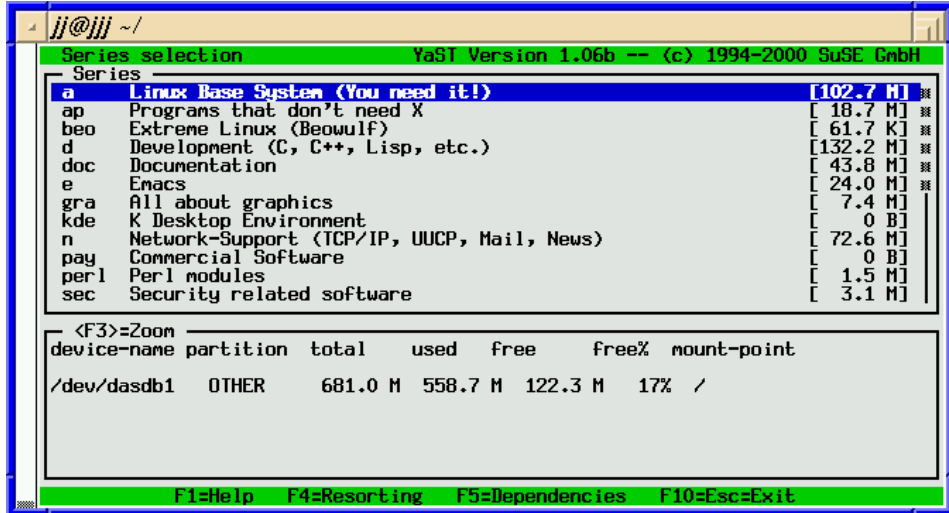 jj@jjj ~/
Series selection YaST Version 1.06b -- (c) 1994-2000 SuSE GmbH
Series
a Linux Base System (You need it!) [102.7 M]
ap Programs that don't need X [ 18.7 M]
beo Extreme Linux (Beowulf) [ 61.7 K]
d Development (C, C++, Lisp, etc.) [132.2 M]
doc Documentation [ 43.8 M]
e Emacs [ 24.0 M]
gra All about graphics [ 7.4 M]
kde K Desktop Environment [ 0 B]
n Network-Support (TCP/IP, UUCP, Mail, News) [ 72.6 M]
pay Commercial Software [ 0 B]
perl Perl modules [ 1.5 M]
sec Security related software [ 3.1 M]
<F3>=Zoom
device-name partition total used free free% mount-point
/dev/dasdb1 OTHER 681.0 M 558.7 M 122.3 M 17% /
F1=Help F4=Resorting F5=Dependencies F10=Esc=Exit